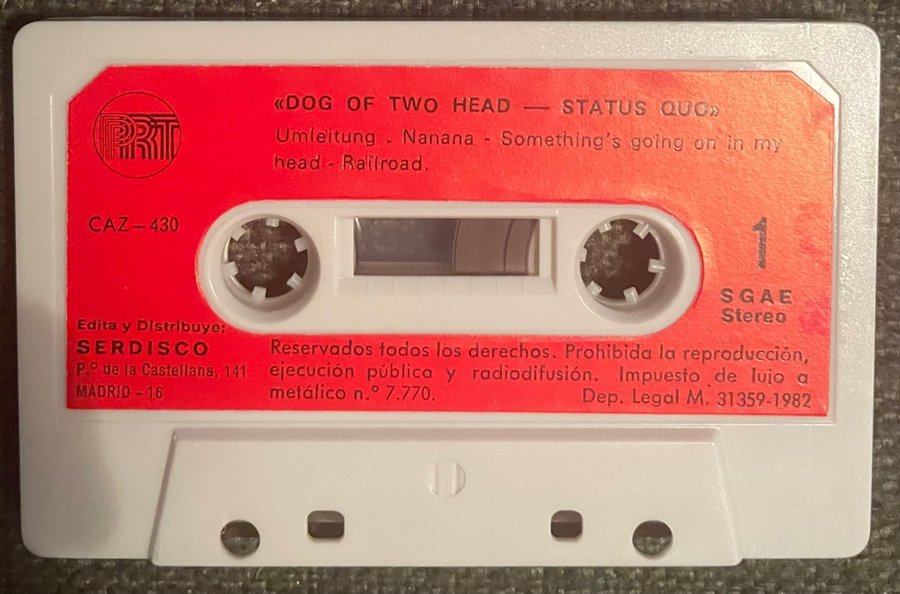 PRT
«DOG OF TWO HEAD — STATUS QUO»
Umleitung . Nanana - Something's going on in my
head - Railroad.
CAZ – 430
1
SGAE
Stereo
Edita y Distribuye:
SERDISCO
P.º de la Castellana, 141
MADRID – 16
Reservados todos los derechos. Prohibida la reproducción,
ejecución pública y radiodifusión. Impuesto de lujo a
metálico n.º 7.770.
Dep. Legal M. 31359-1982